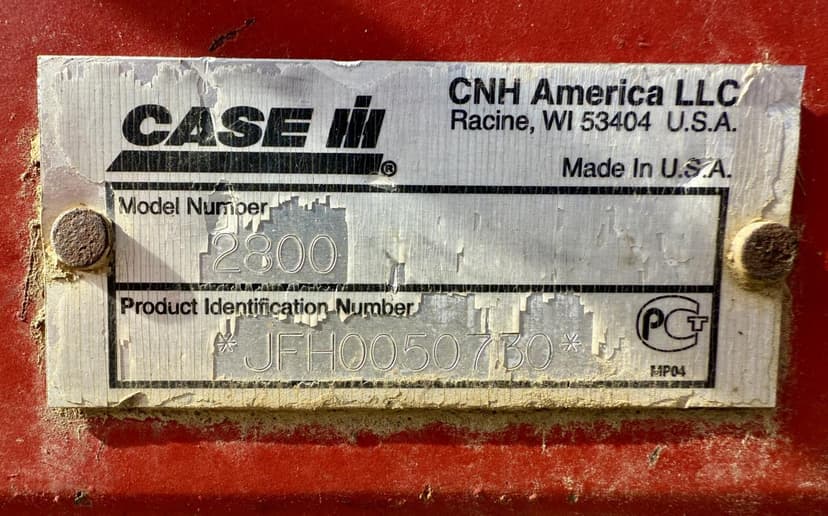 CASE IH®
CNH America LLC
Racine, WI 53404 U.S.A.
Made In U.S.A.
Model Number
2800
Product Identification Number
*JFH0050730*
PCT
MP04